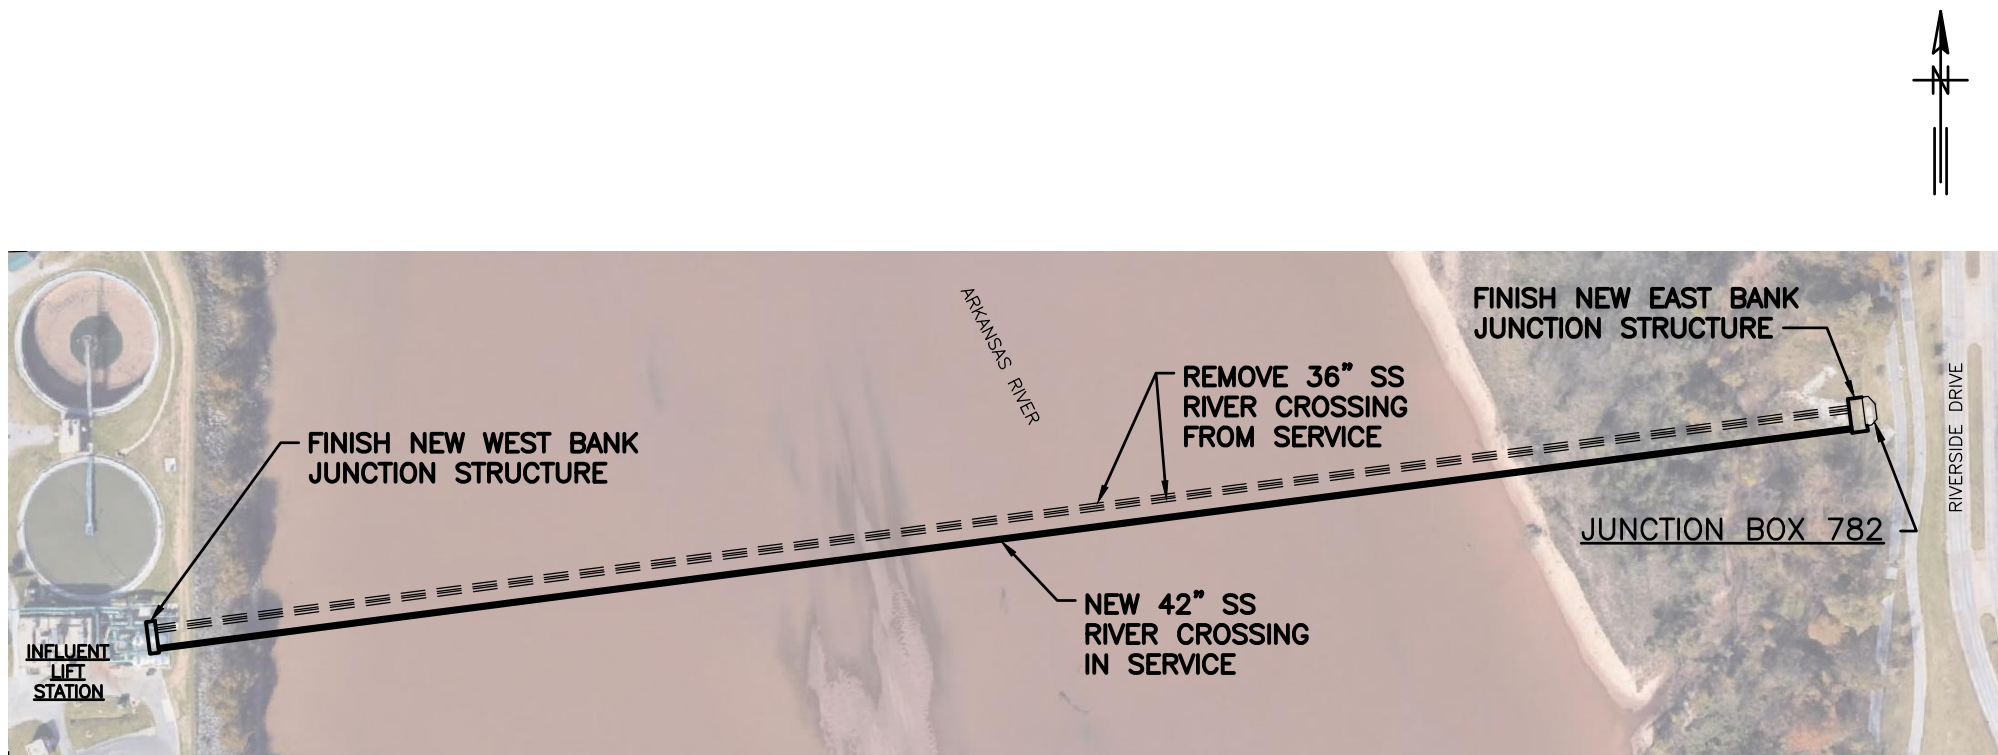 N
ARKANSAS RIVER
FINISH NEW EAST BANK
JUNCTION STRUCTURE
REMOVE 36” SS
RIVER CROSSING
FROM SERVICE
RIVERSIDE DRIVE
FINISH NEW WEST BANK
JUNCTION STRUCTURE
JUNCTION BOX 782
NEW 42” SS
RIVER CROSSING
IN SERVICE
INFLUENT
LIFT
STATION